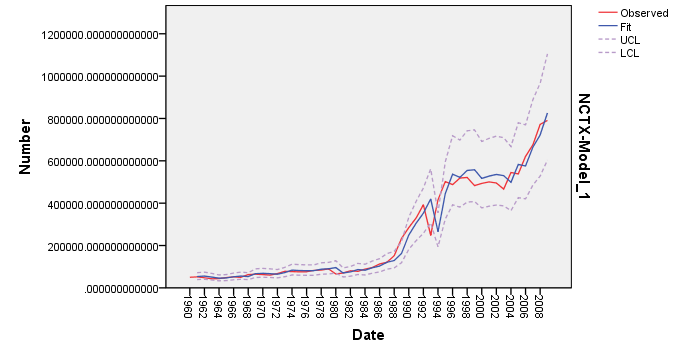 Observed
Fit
UCL
LCL
1200000.000000000000
1000000.000000000000
800000.000000000000
600000.000000000000
400000.000000000000
200000.000000000000
.000000000000
Number
NCTX-Model_1
1960 1962 1964 1966 1968 1970 1972 1974 1976 1978 1980 1982 1984 1986 1988 1990 1992 1994 1996 1998 2000 2002 2004 2006 2008
Date